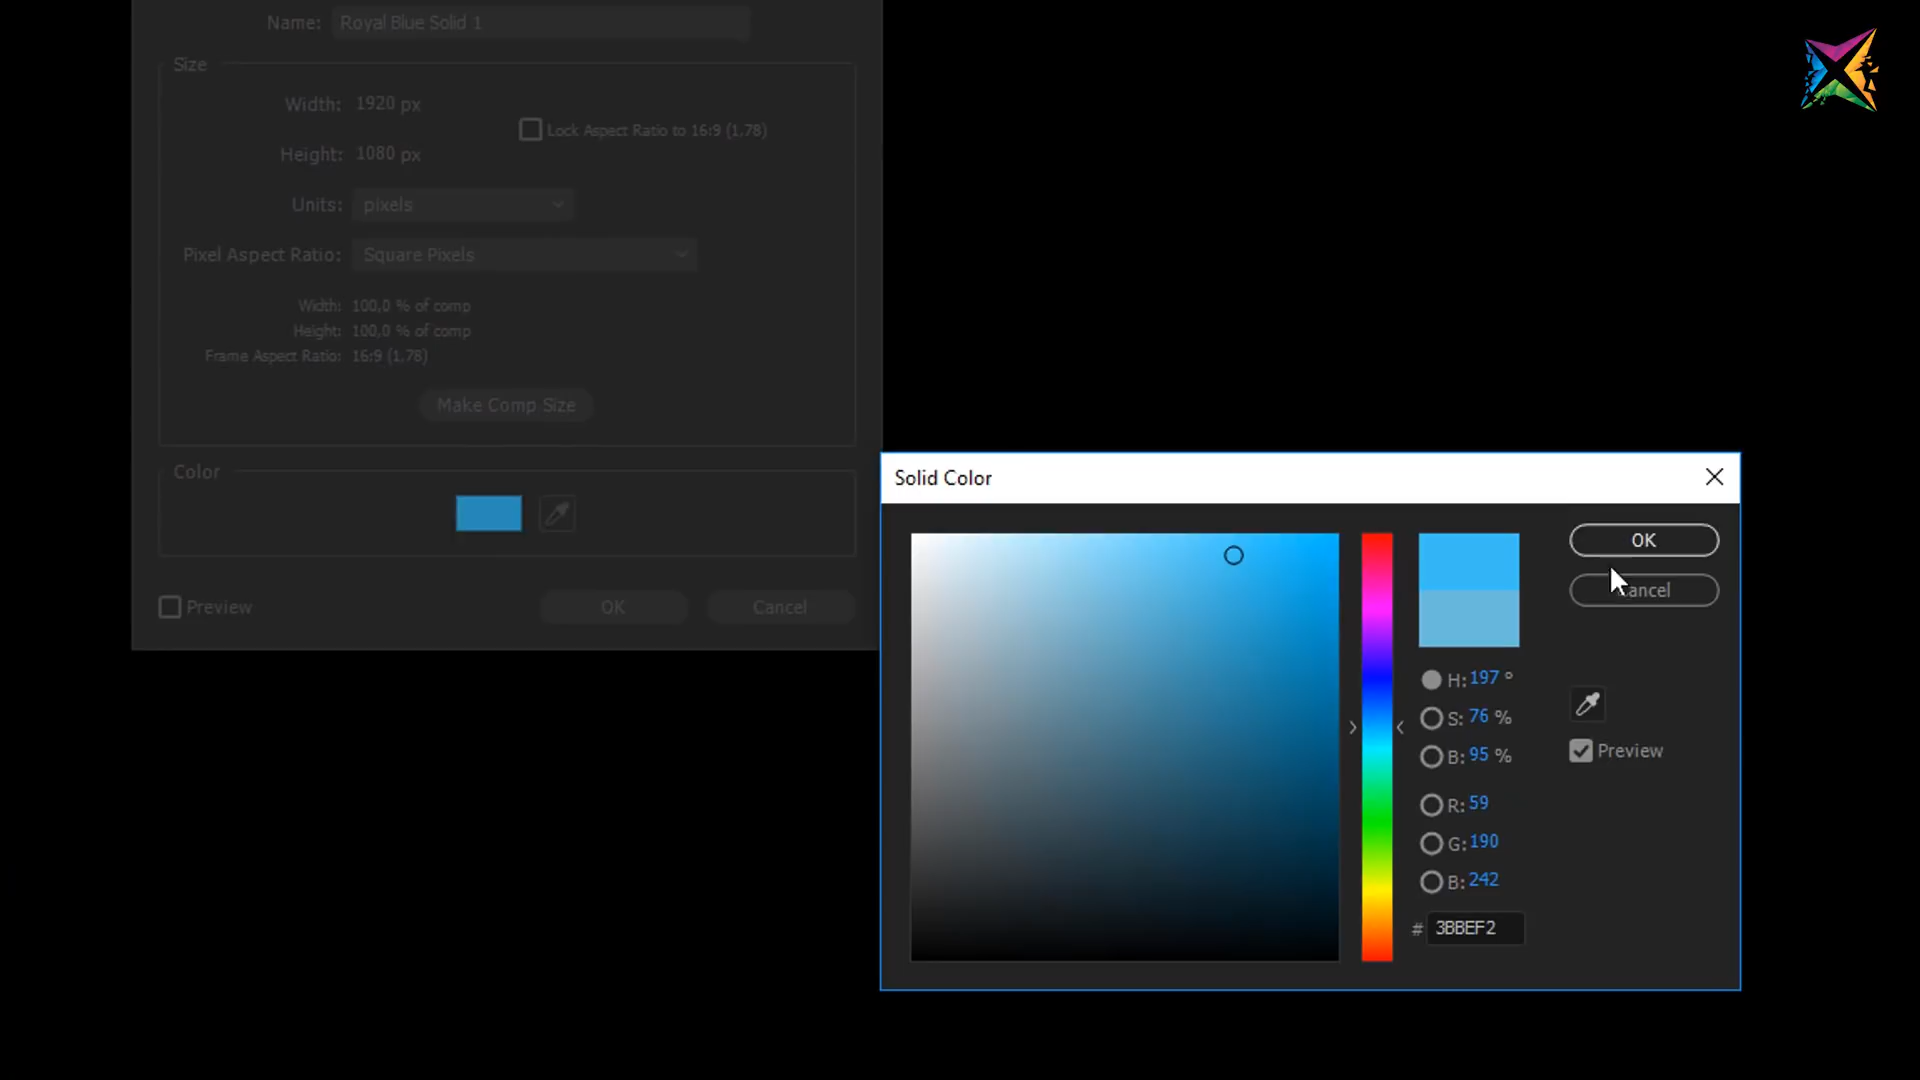 Name: Royal Blue Solid 1
Size
Width: 1920 px
Lock Aspect Ratio to 16:9 (1,78)
Height: 1080 px
Units: pixels
Pixel Aspect Ratio: Square Pixels
Width: 100,0 % of comp
Height: 100,0 % of comp
Frame Aspect Ratio: 16:9 (1,78)
Make Comp Size
Color
Preview
OK
Cancel
Solid Color
OK
Cancel
H: 197 °
S: 76 %
B: 95 %
Preview
R: 59
G: 190
B: 242
# 3BBEF2